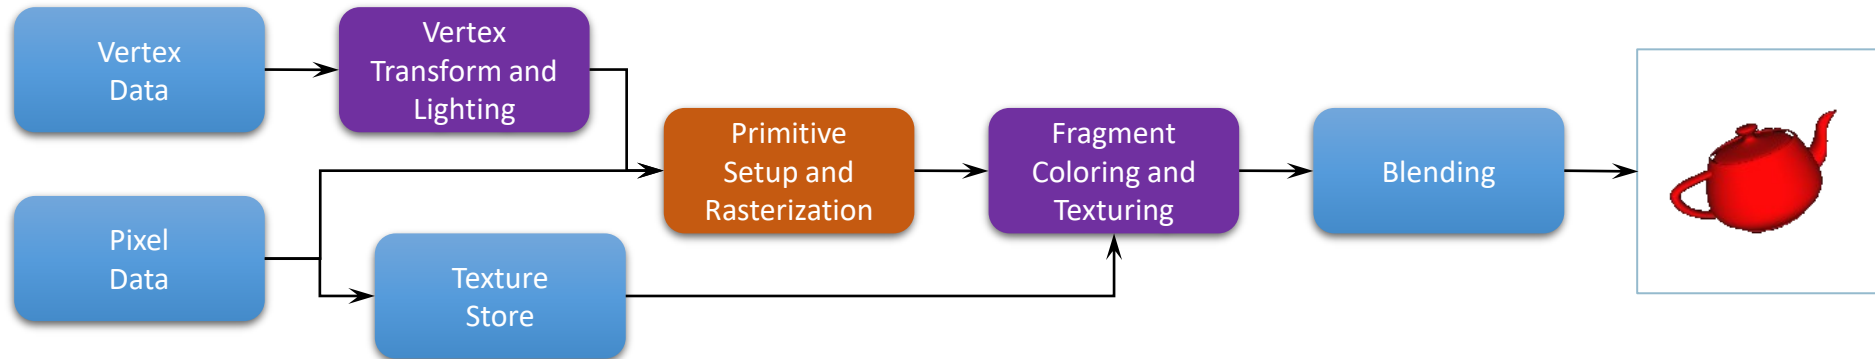 Vertex
Data
Vertex
Transform and
Lighting
Primitive
Setup and
Rasterization
Fragment
Coloring and
Texturing
Blending
Pixel
Data
Texture
Store